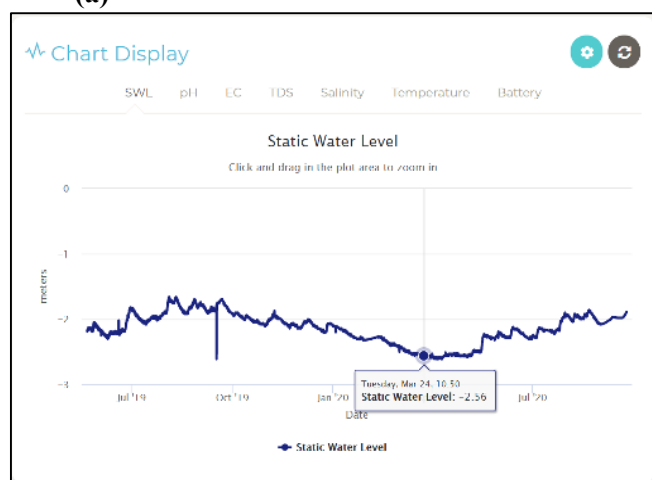 (a)
Chart Display
SWL pH EC TDS Salinity Temperature Battery
Static Water Level
Click and drag in the plot area to zoom in
0
-1
-2
-3
meters
Jul '19 Oct '19 Jan '20 Jul '20
Tuesday, Mar 24, 10:50
Static Water Level: -2.56
Date
Static Water Level